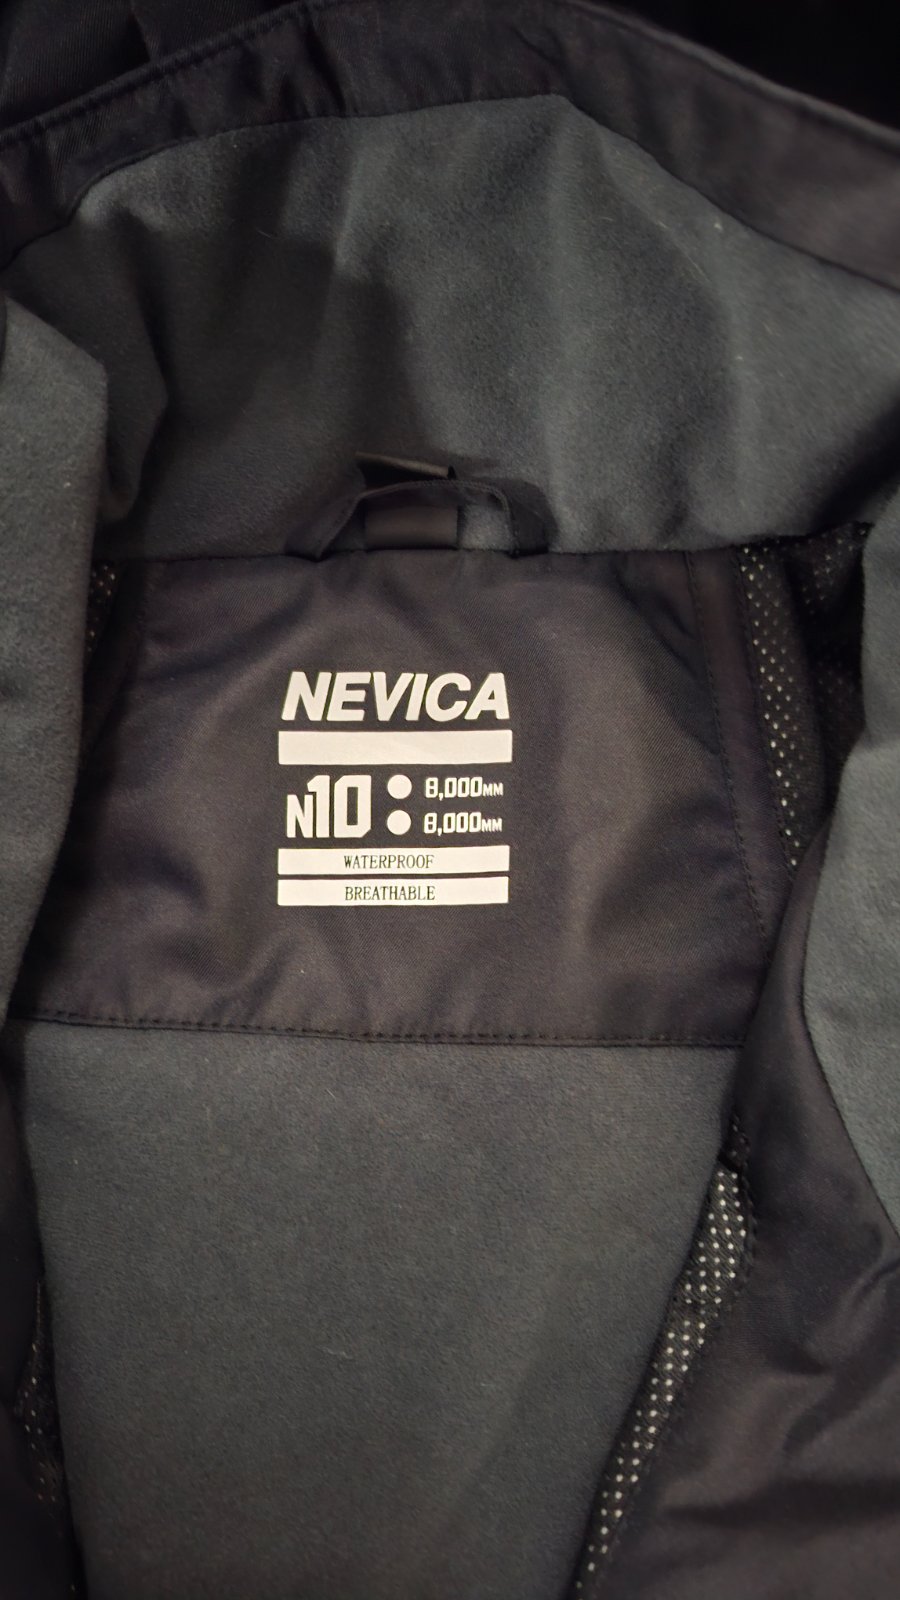 NEVICA
N10 8,000MM
8,000MM
WATERPROOF
BREATHABLE